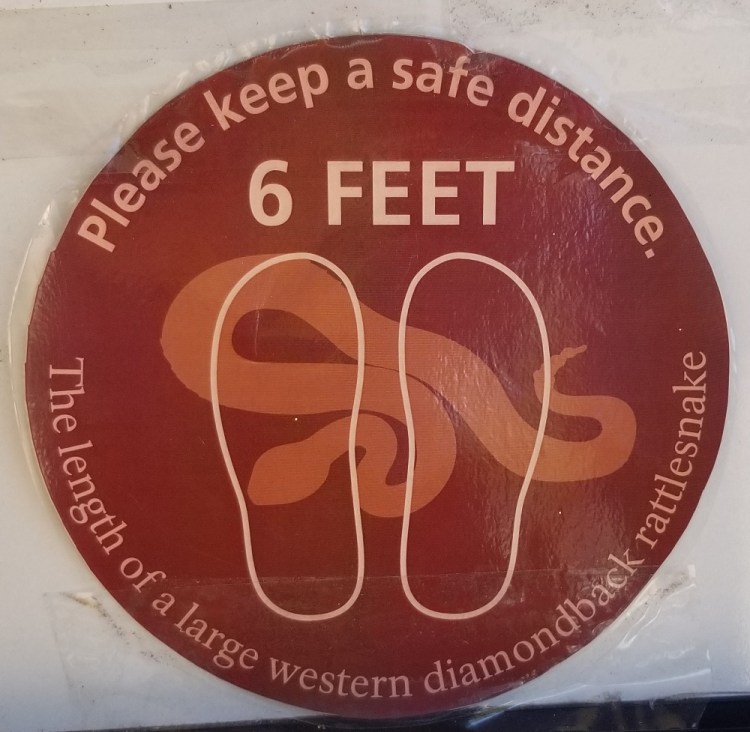 Please keep a safe distance.
6 FEET
The length of a large western diamondback rattlesnake